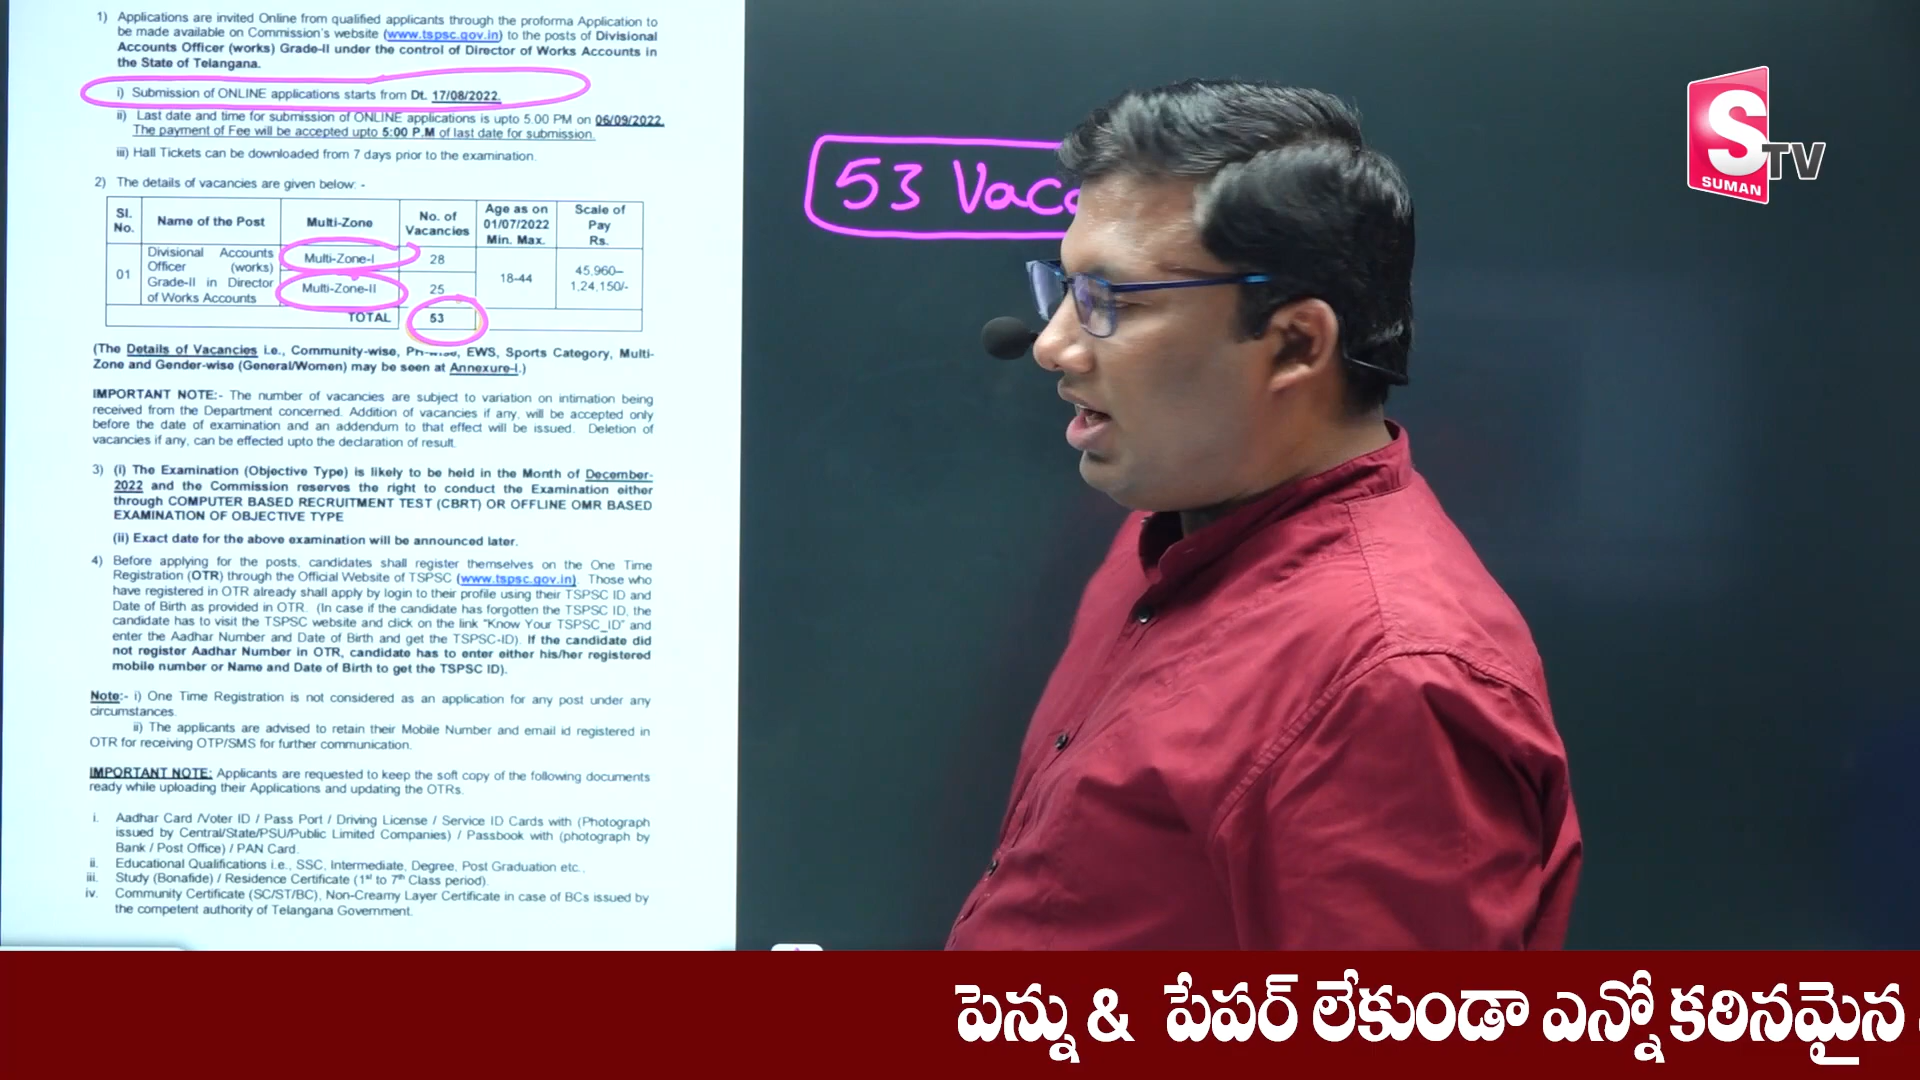 1) Applications are invited Online from qualified applicants through the proforma Application to
be made available on Commission's website (www.tspsc.gov.in) to the posts of Divisional
Accounts Officer (works) Grade-II under the control of Director of Works Accounts in
the State of Telangana.
i) Submission of ONLINE applications starts from Dt. 17/08/2022.
ii) Last date and time for submission of ONLINE applications is upto 5.00 PM on 06/09/2022.
The payment of Fee will be accepted upto 5:00 P.M of last date for submission.
iii) Hall Tickets can be downloaded from 7 days prior to the examination.
2) The details of vacancies are given below: -
Sl. No. Name of the Post Multi-Zone No. of Vacancies Age as on 01/07/2022 Min. Max. Scale of Pay Rs.
01 Divisional Accounts Officer (works) Grade-II in Director of Works Accounts Multi-Zone-I 28 18-44 45,960– 1,24,150/-
Multi-Zone-II 25
TOTAL 53
(The Details of Vacancies i.e., Community-wise, EWS, Sports Category, Multi-
Zone and Gender-wise (General/Women) may be seen at Annexure-I.)
IMPORTANT NOTE:- The number of vacancies are subject to variation on intimation being
received from the Department concerned. Addition of vacancies if any, will be accepted only
before the date of examination and an addendum to that effect will be issued. Deletion of
vacancies if any, can be effected upto the declaration of result.
3) (i) The Examination (Objective Type) is likely to be held in the Month of December-
2022 and the Commission reserves the right to conduct the Examination either
through COMPUTER BASED RECRUITMENT TEST (CBRT) OR OFFLINE OMR BASED
EXAMINATION OF OBJECTIVE TYPE
(ii) Exact date for the above examination will be announced later.
4) Before applying for the posts, candidates shall register themselves on the One Time
Registration (OTR) through the Official Website of TSPSC (www.tspsc.gov.in). Those who
have registered in OTR already shall apply by login to their profile using their TSPSC ID and
Date of Birth as provided in OTR. (In case if the candidate has forgotten the TSPSC ID, the
candidate has to visit the TSPSC website and click on the link "Know Your TSPSC_ID" and
enter the Aadhar Number and Date of Birth and get the TSPSC-ID). If the candidate did
not register Aadhar Number in OTR, candidate has to enter either his/her registered
mobile number or Name and Date of Birth to get the TSPSC ID).
Note:- i) One Time Registration is not considered as an application for any post under any
circumstances.
ii) The applicants are advised to retain their Mobile Number and email id registered in
OTR for receiving OTP/SMS for further communication.
IMPORTANT NOTE: Applicants are requested to keep the soft copy of the following documents
ready while uploading their Applications and updating the OTRs.
i. Aadhar Card /Voter ID / Pass Port / Driving License / Service ID Cards with (Photograph
issued by Central/State/PSU/Public Limited Companies) / Passbook with (photograph by
Bank / Post Office) / PAN Card.
ii. Educational Qualifications i.e., SSC, Intermediate, Degree, Post Graduation etc.,
iii. Study (Bonafide) / Residence Certificate (1st to 7th Class period).
iv. Community Certificate (SC/ST/BC), Non-Creamy Layer Certificate in case of BCs issued by
the competent authority of Telangana Government.
53 Vaca
S TV
SUMAN
పెన్ను & పేపర్ లేకుండా ఎన్నో కఠినమైన